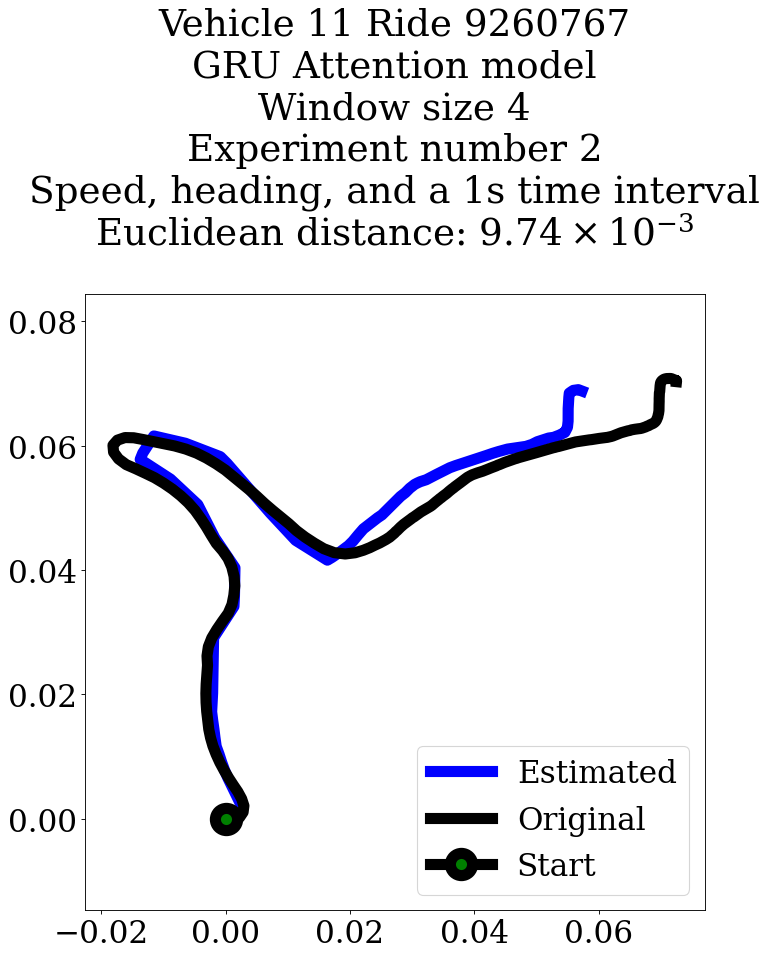 Vehicle 11 Ride 9260767
GRU Attention model
Window size 4
Experiment number 2
Speed, heading, and a 1s time interval
Euclidean distance: 9.74 × 10⁻³
0.08
0.06
0.04
0.02
0.00
Estimated
Original
Start
−0.02 0.00 0.02 0.04 0.06